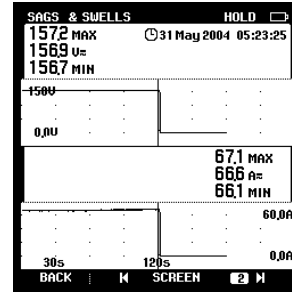 SAGS & SWELLS HOLD
157,2 MAX 31 May 2004 05:23:25
156,9 V≂
156,7 MIN
150V
0,0V
67,1 MAX
66,6 A≂
66,1 MIN
60,0A
0,0A
30s 120s
BACK SCREEN 2